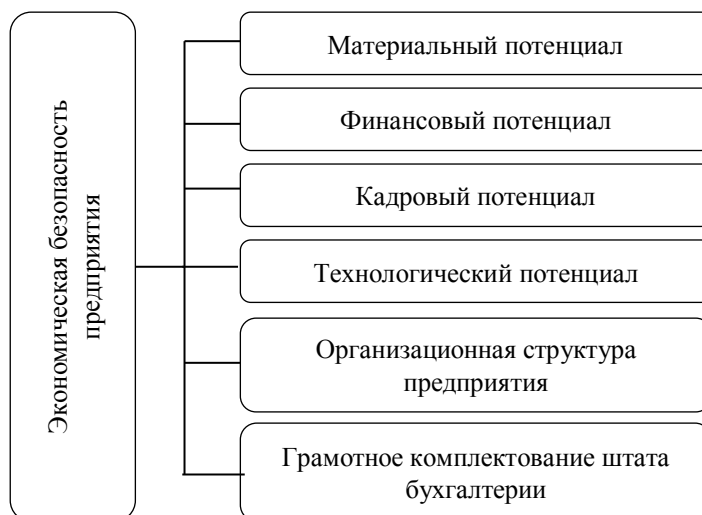 Экономическая безопасность
предприятия
Материальный потенциал
Финансовый потенциал
Кадровый потенциал
Технологический потенциал
Организационная структура
предприятия
Грамотное комплектование штата
бухгалтерии